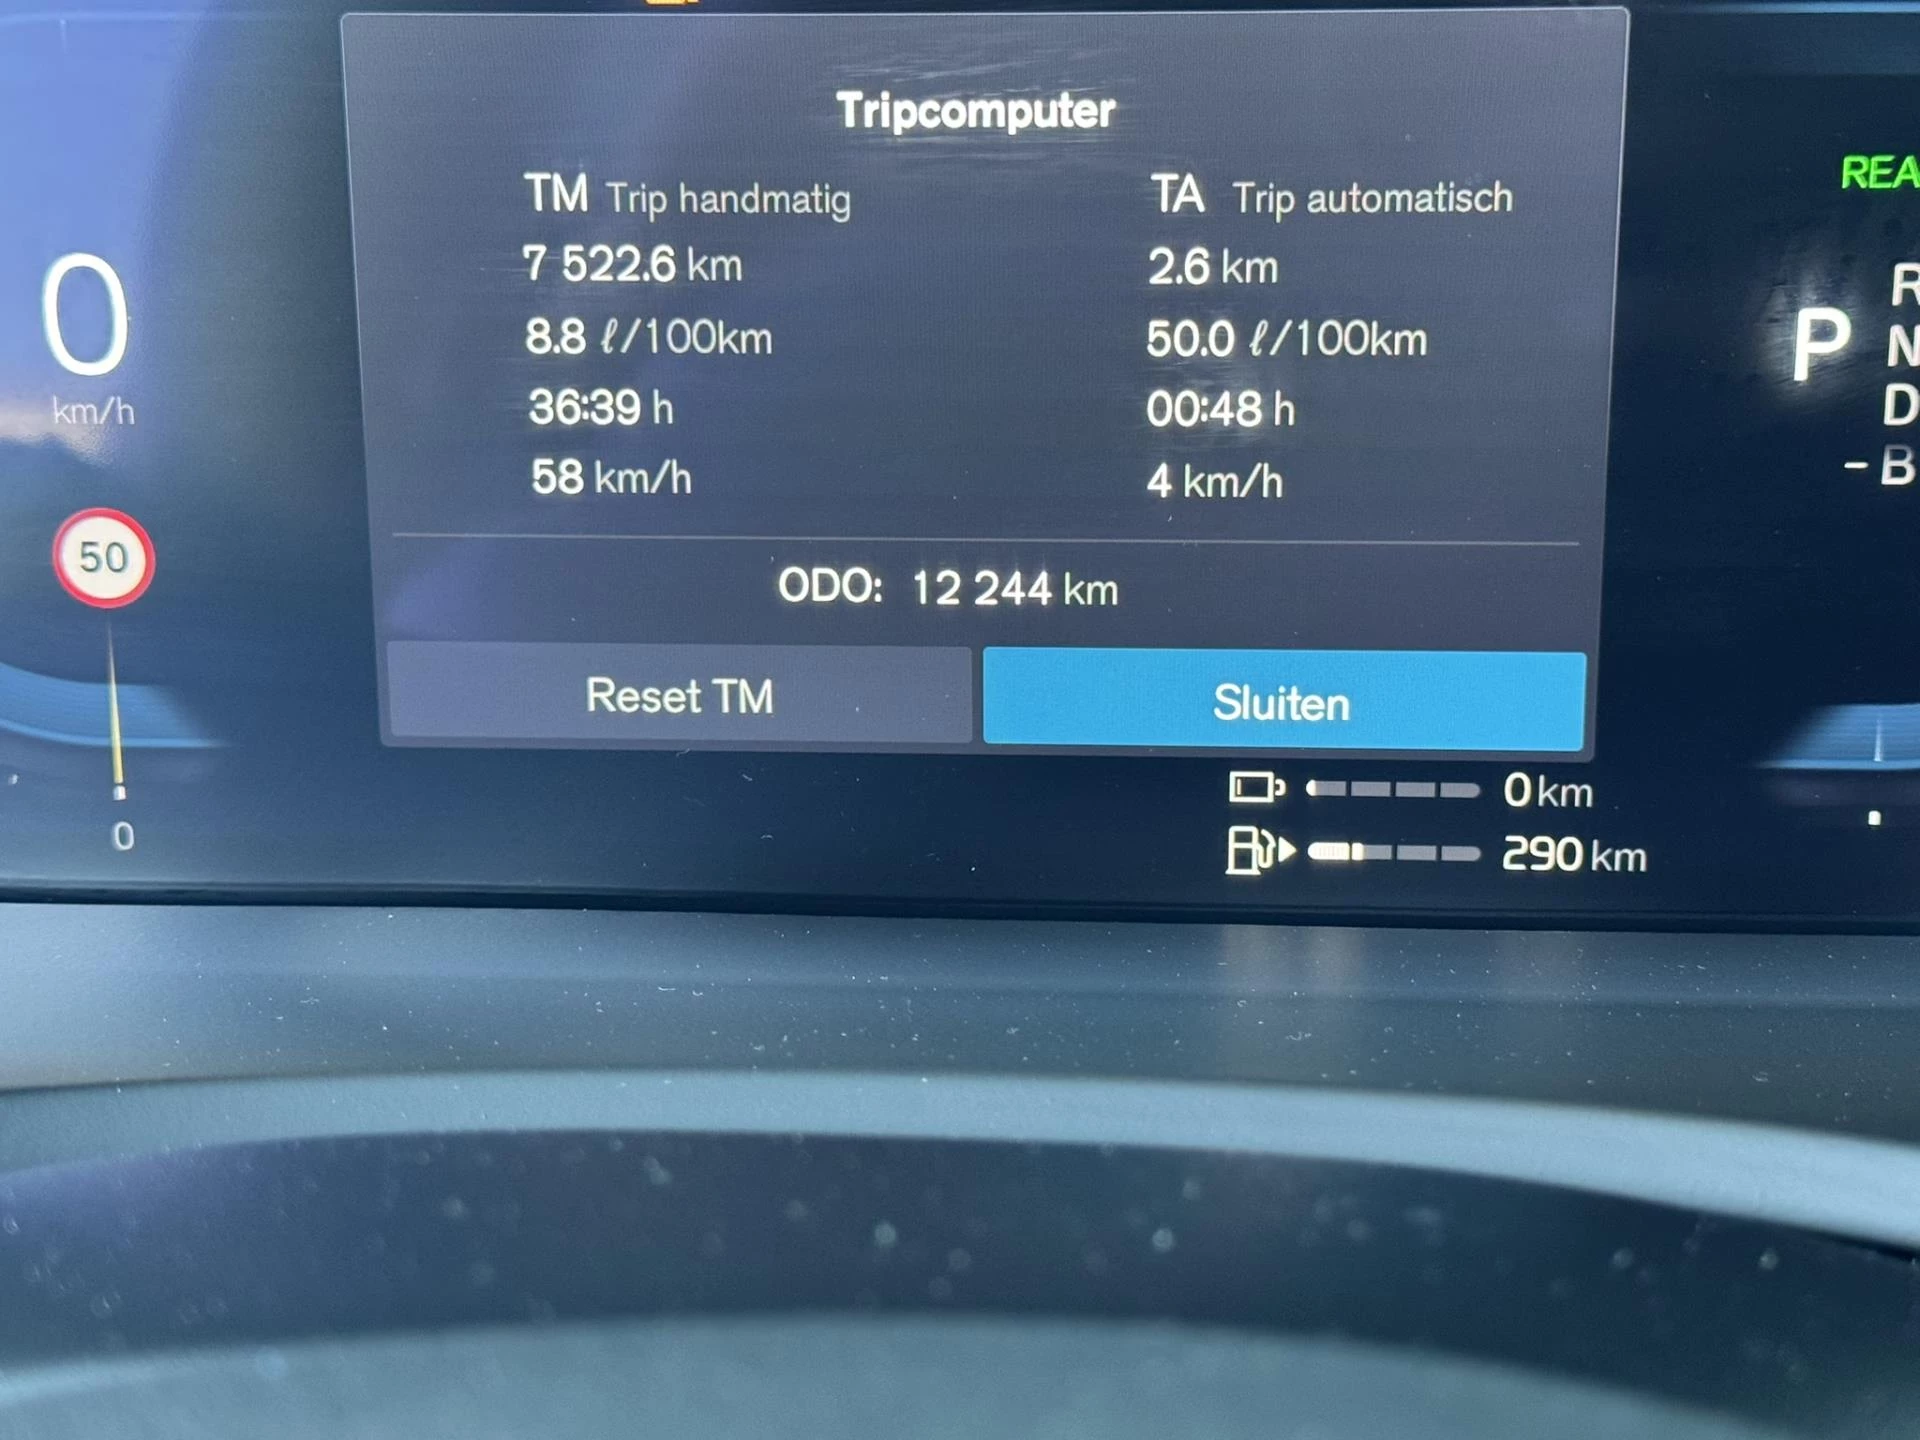 Tripcomputer
TM Trip handmatig
7 522.6 km
8.8 ℓ/100km
36:39 h
58 km/h
TA Trip automatisch
2.6 km
50.0 ℓ/100km
00:48 h
4 km/h
ODO: 12 244 km
Reset TM
Sluiten
0 km
290 km
0
km/h
50
0
REA
P
R
N
D
- B